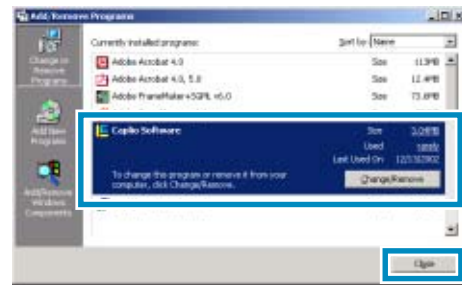 Add/Remove Programs
Change or Remove Programs
Add New Programs
Add/Remove Windows Components
Currently installed programs:
Sort by: Name
Adobe Acrobat 4.0
Size
Adobe Acrobat 4.0, 5.0
Size
Adobe FrameMaker+SGML v6.0
Size
Caplio Software
Size
Used rarely
Last Used On
To change this program or remove it from your
computer, click Change/Remove.
Change/Remove
Close